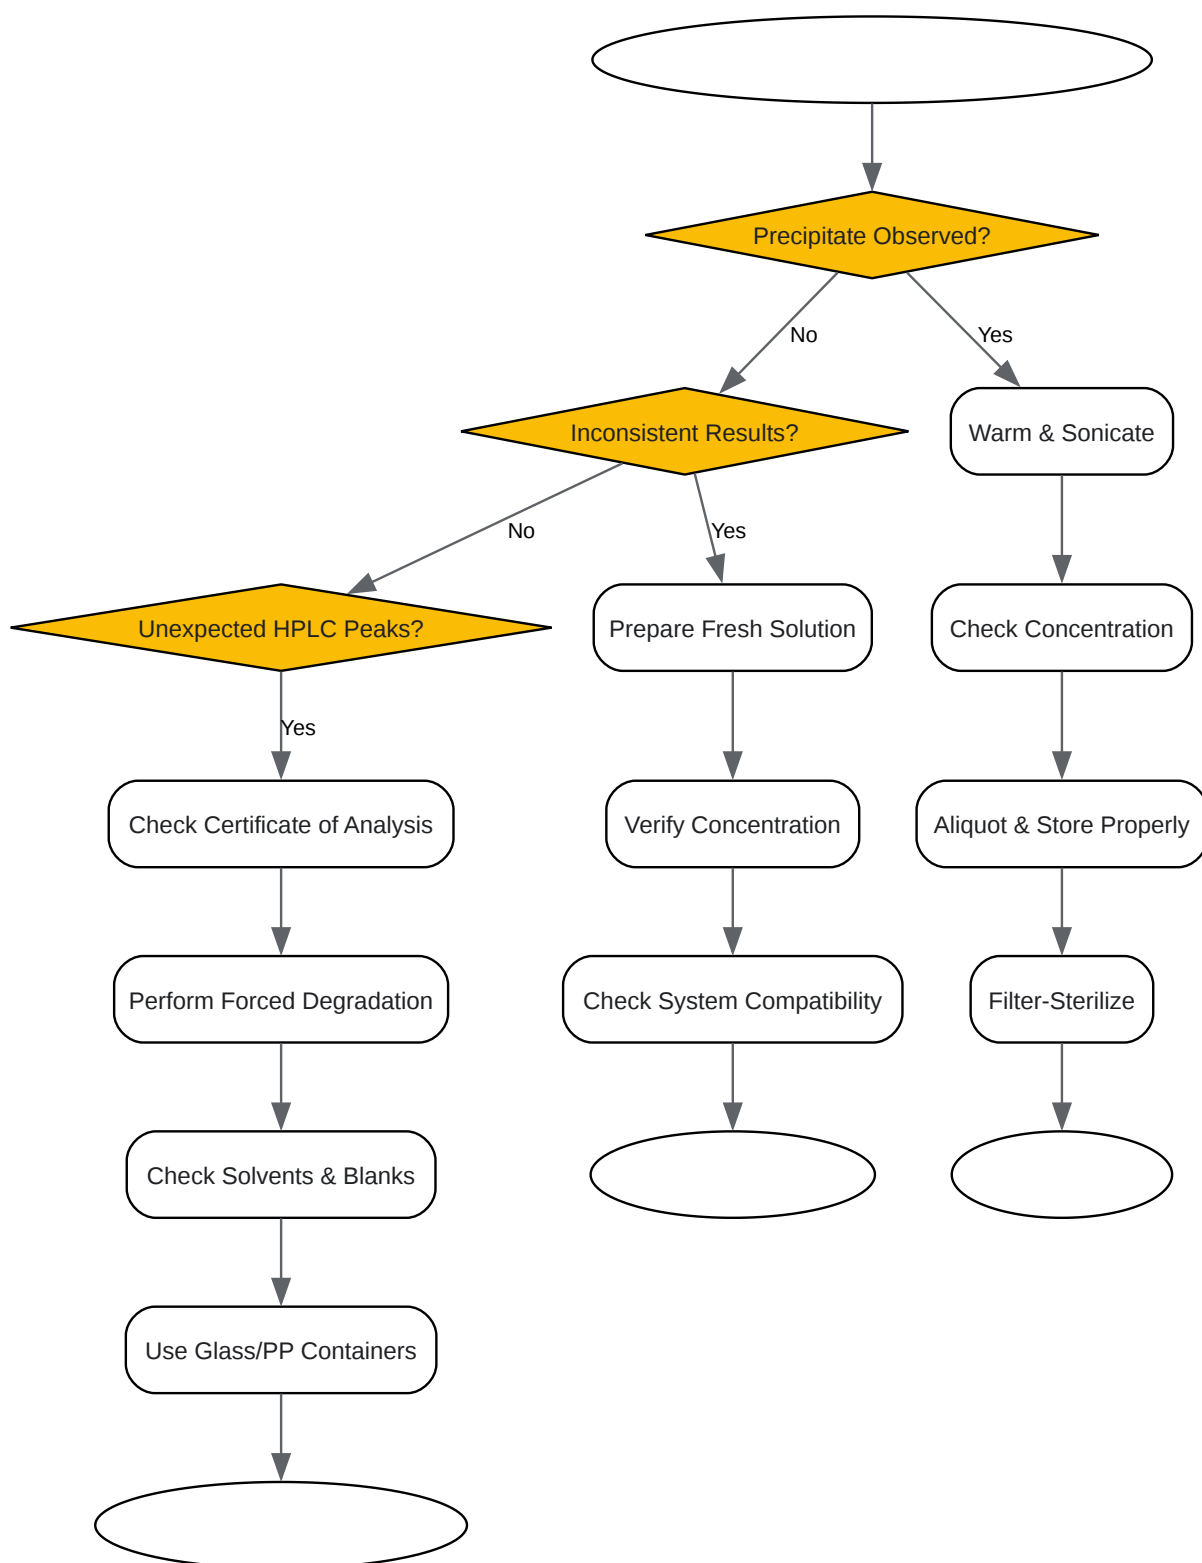 Precipitate Observed?
No
Yes
Inconsistent Results?
Warm & Sonicate
No
Yes
Unexpected HPLC Peaks?
Prepare Fresh Solution
Check Concentration
Yes
Check Certificate of Analysis
Verify Concentration
Aliquot & Store Properly
Perform Forced Degradation
Check System Compatibility
Filter-Sterilize
Check Solvents & Blanks
Use Glass/PP Containers